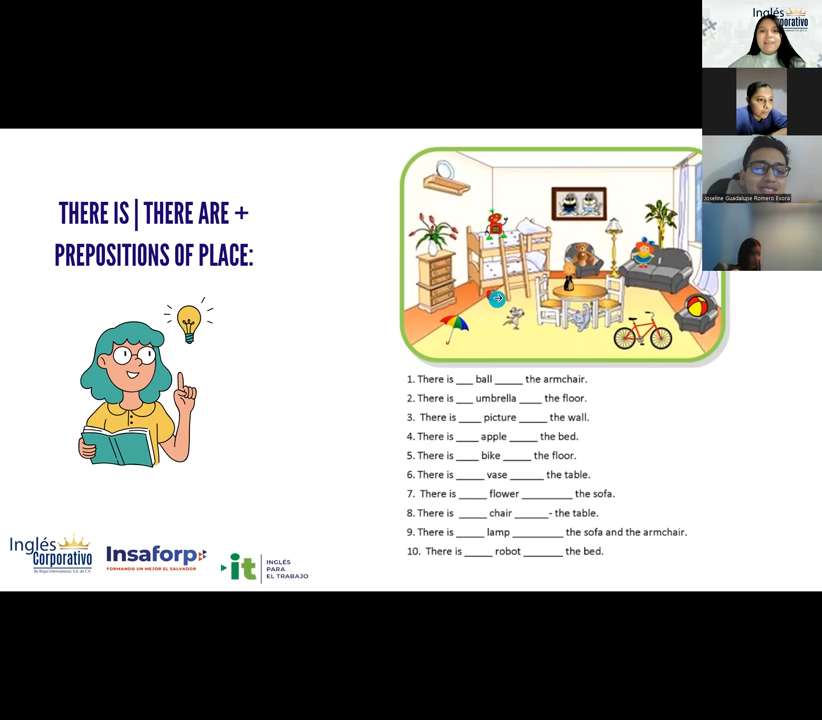 Inglés
Corporativo
Joseline Guadalupe Romero Evora
THERE IS | THERE ARE +
PREPOSITIONS OF PLACE:
1. There is ___ ball _____ the armchair.
2. There is ___ umbrella ____ the floor.
3. There is ____ picture _____ the wall.
4. There is ____ apple _____ the bed.
5. There is _____ bike _____ the floor.
6. There is _____ vase ______ the table.
7. There is _____ flower _________ the sofa.
8. There is ______ chair ______- the table.
9. There is _____ lamp _________ the sofa and the armchair.
10. There is _____ robot _______ the bed.
Inglés
Corporativo
By Regal International, S.A. de C.V.
Insaforp
FORMANDO UN MEJOR EL SALVADOR
it
INGLÉS
PARA
EL TRABAJO